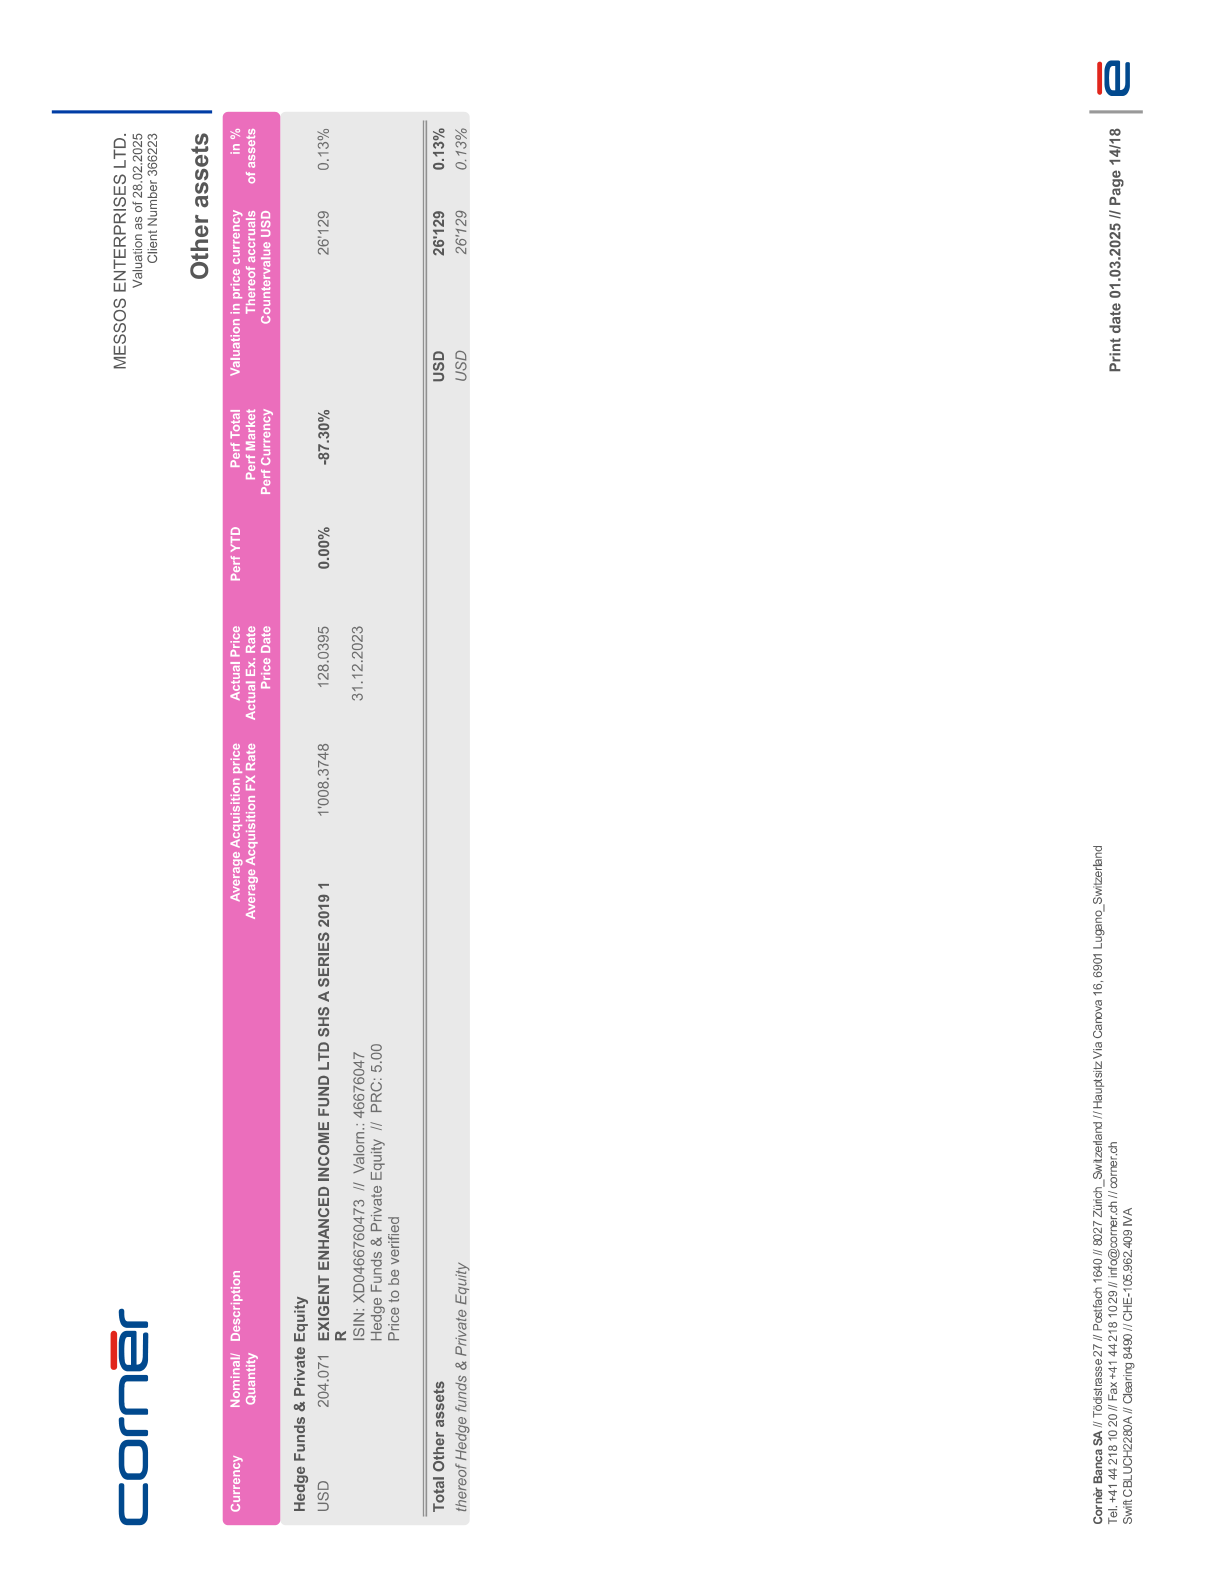 cornèr
MESSOS ENTERPRISES LTD.
Valuation as of 28.02.2025
Client Number 366223
Other assets
Currency Nominal/ Description Average Acquisition price Actual Price Perf YTD Perf Total Valuation in price currency in %
Quantity Average Acquisition FX Rate Actual Ex. Rate Perf Market Thereof accruals of assets
Price Date Perf Currency Countervalue USD
Hedge Funds & Private Equity
USD 204.071 EXIGENT ENHANCED INCOME FUND LTD SHS A SERIES 2019 1 1'008.3748 128.0395 0.00% -87.30% 26'129 0.13%
R
ISIN: XD0466760473 // Valorn.: 46676047 31.12.2023
Hedge Funds & Private Equity // PRC: 5.00
Price to be verified
Total Other assets USD 26'129 0.13%
thereof Hedge funds & Private Equity USD 26'129 0.13%
Cornèr Banca SA // Tödistrasse 27 // Postfach 1640 // 8027 Zürich_Switzerland // Hauptsitz Via Canova 16, 6901 Lugano_Switzerland
Tel. +41 44 218 10 20 // Fax +41 44 218 10 29 // info@corner.ch // corner.ch
Swift CBLUCH2280A // Clearing 8490 // CHE-105.962.409 IVA
Print date 01.03.2025 // Page 14/18
è